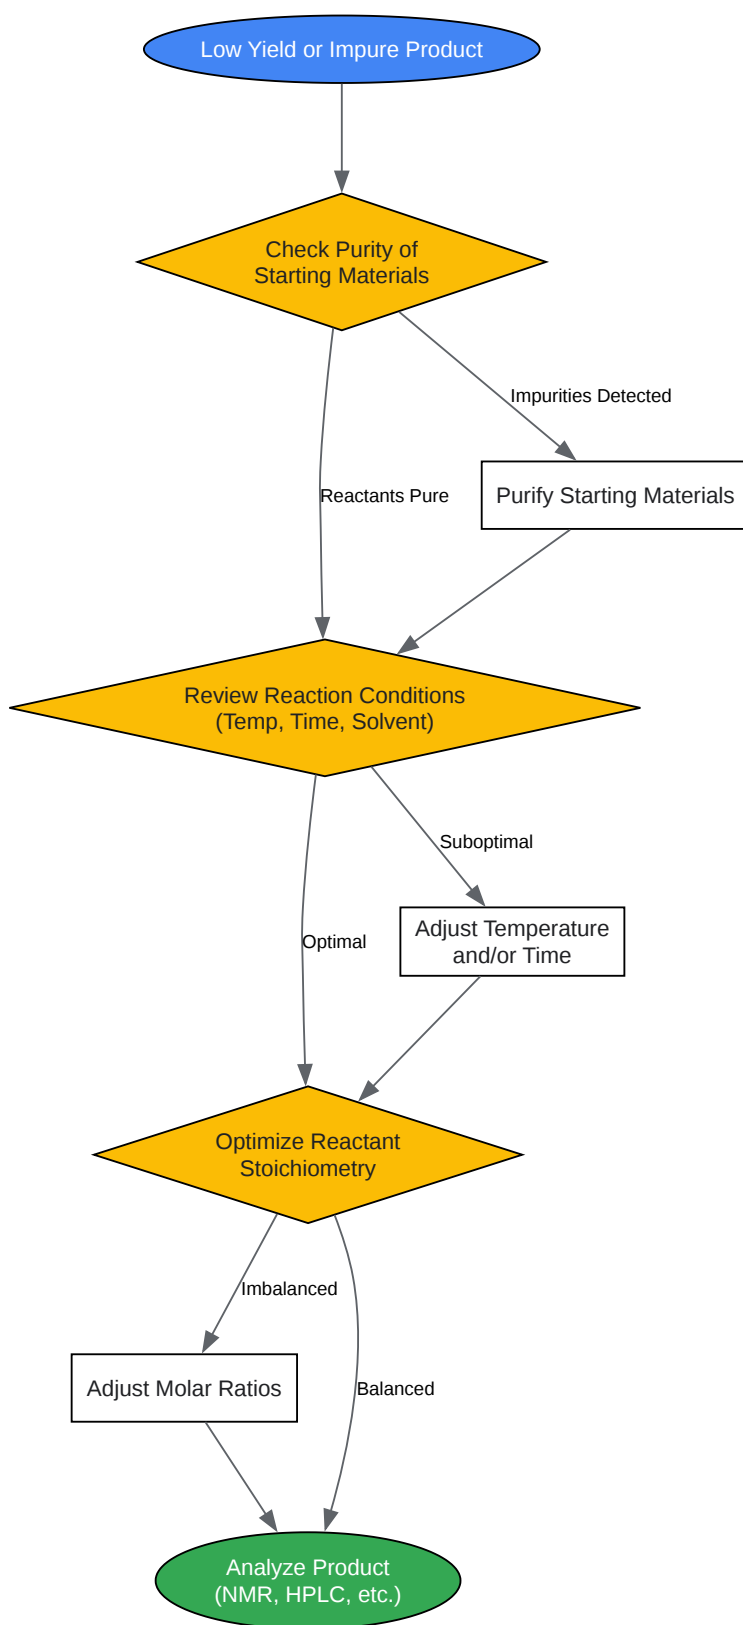 Low Yield or Impure Product
Check Purity of
Starting Materials
Impurities Detected
Reactants Pure
Purify Starting Materials
Review Reaction Conditions
(Temp, Time, Solvent)
Suboptimal
Optimal
Adjust Temperature
and/or Time
Optimize Reactant
Stoichiometry
Imbalanced
Balanced
Adjust Molar Ratios
Analyze Product
(NMR, HPLC, etc.)